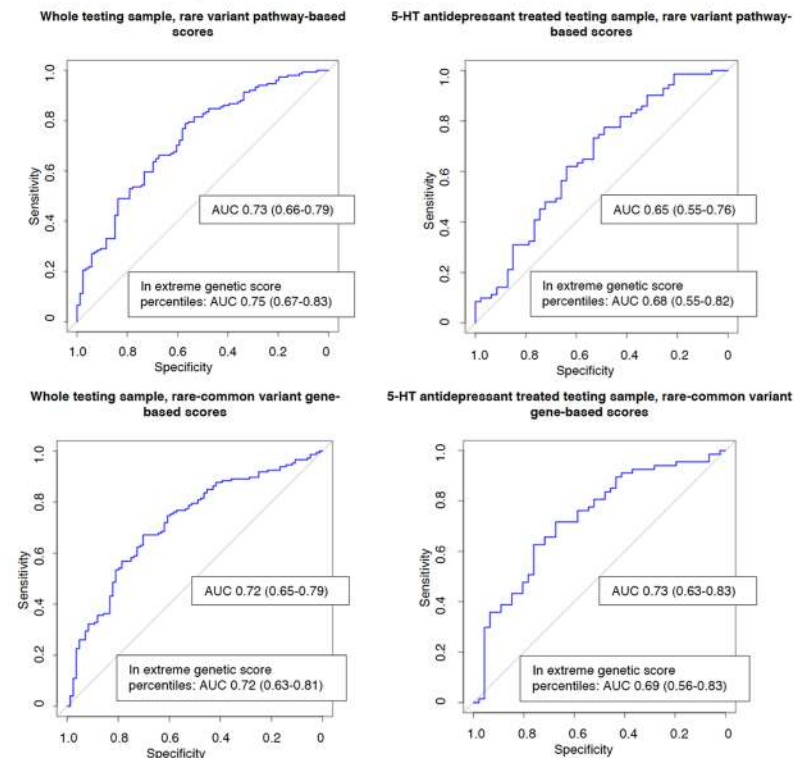 Whole testing sample, rare variant pathway-based
scores
1.0
0.8
0.6
0.4
0.2
0
Sensitivity
AUC 0.73 (0.66-0.79)
In extreme genetic score
percentiles: AUC 0.75 (0.67-0.83)
1.0 0.8 0.6 0.4 0.2 0
Specificity
5-HT antidepressant treated testing sample, rare variant pathway-
based scores
1.0
0.8
0.6
0.4
0.2
0
Sensitivity
AUC 0.65 (0.55-0.76)
In extreme genetic score
percentiles: AUC 0.68 (0.55-0.82)
1.0 0.8 0.6 0.4 0.2 0
Specificity
Whole testing sample, rare-common variant gene-
based scores
1.0
0.8
0.6
0.4
0.2
0
Sensitivity
AUC 0.72 (0.65-0.79)
In extreme genetic score
percentiles: AUC 0.72 (0.63-0.81)
1.0 0.8 0.6 0.4 0.2 0
Specificity
5-HT antidepressant treated testing sample, rare-common variant
gene-based scores
1.0
0.8
0.6
0.4
0.2
0
Sensitivity
AUC 0.73 (0.63-0.83)
In extreme genetic score
percentiles: AUC 0.69 (0.56-0.83)
1.0 0.8 0.6 0.4 0.2 0
Specificity